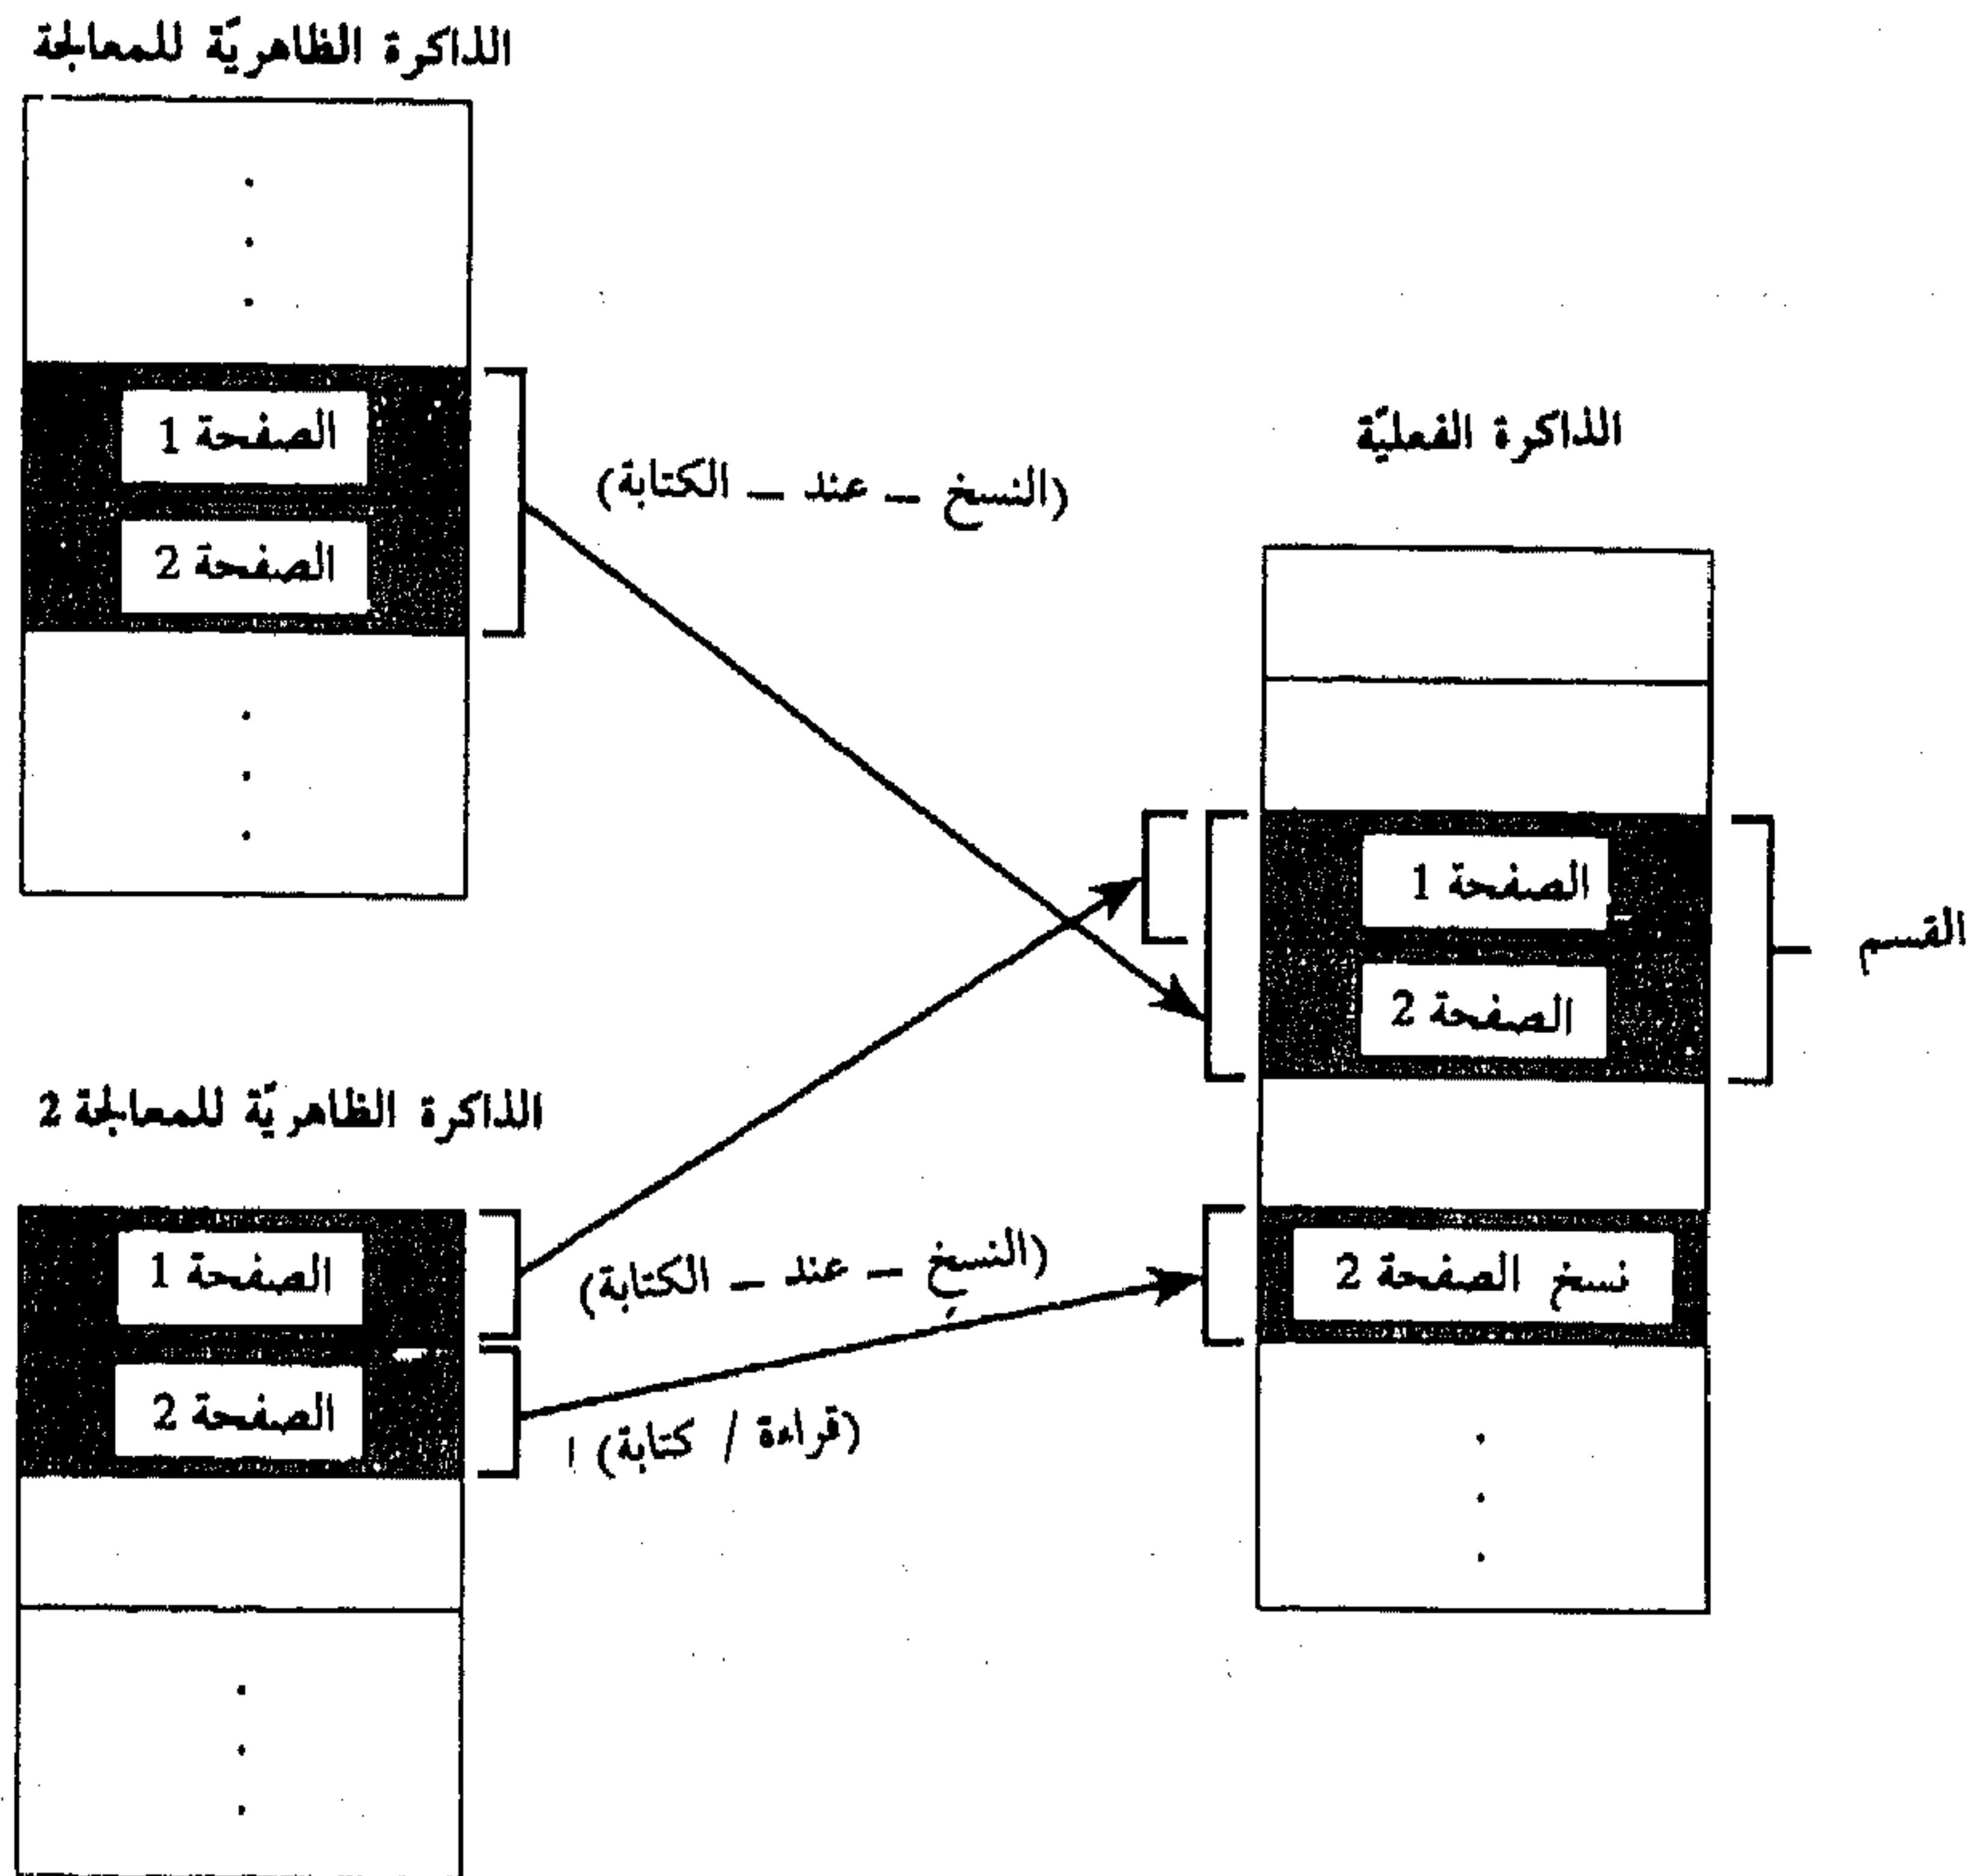 الذاكرة الظاهريّة للمعالجة
الصفحة 1
الصفحة 2
(النسخ – عند – الكتابة)
الذاكرة الفعليّة
الصفحة 1
الصفحة 2
القسم
الذاكرة الظاهريّة للمعالجة 2
الصفحة 1
الصفحة 2
(النسخ – عند – الكتابة)
(قراءة / كتابة)
نسخ الصفحة 2